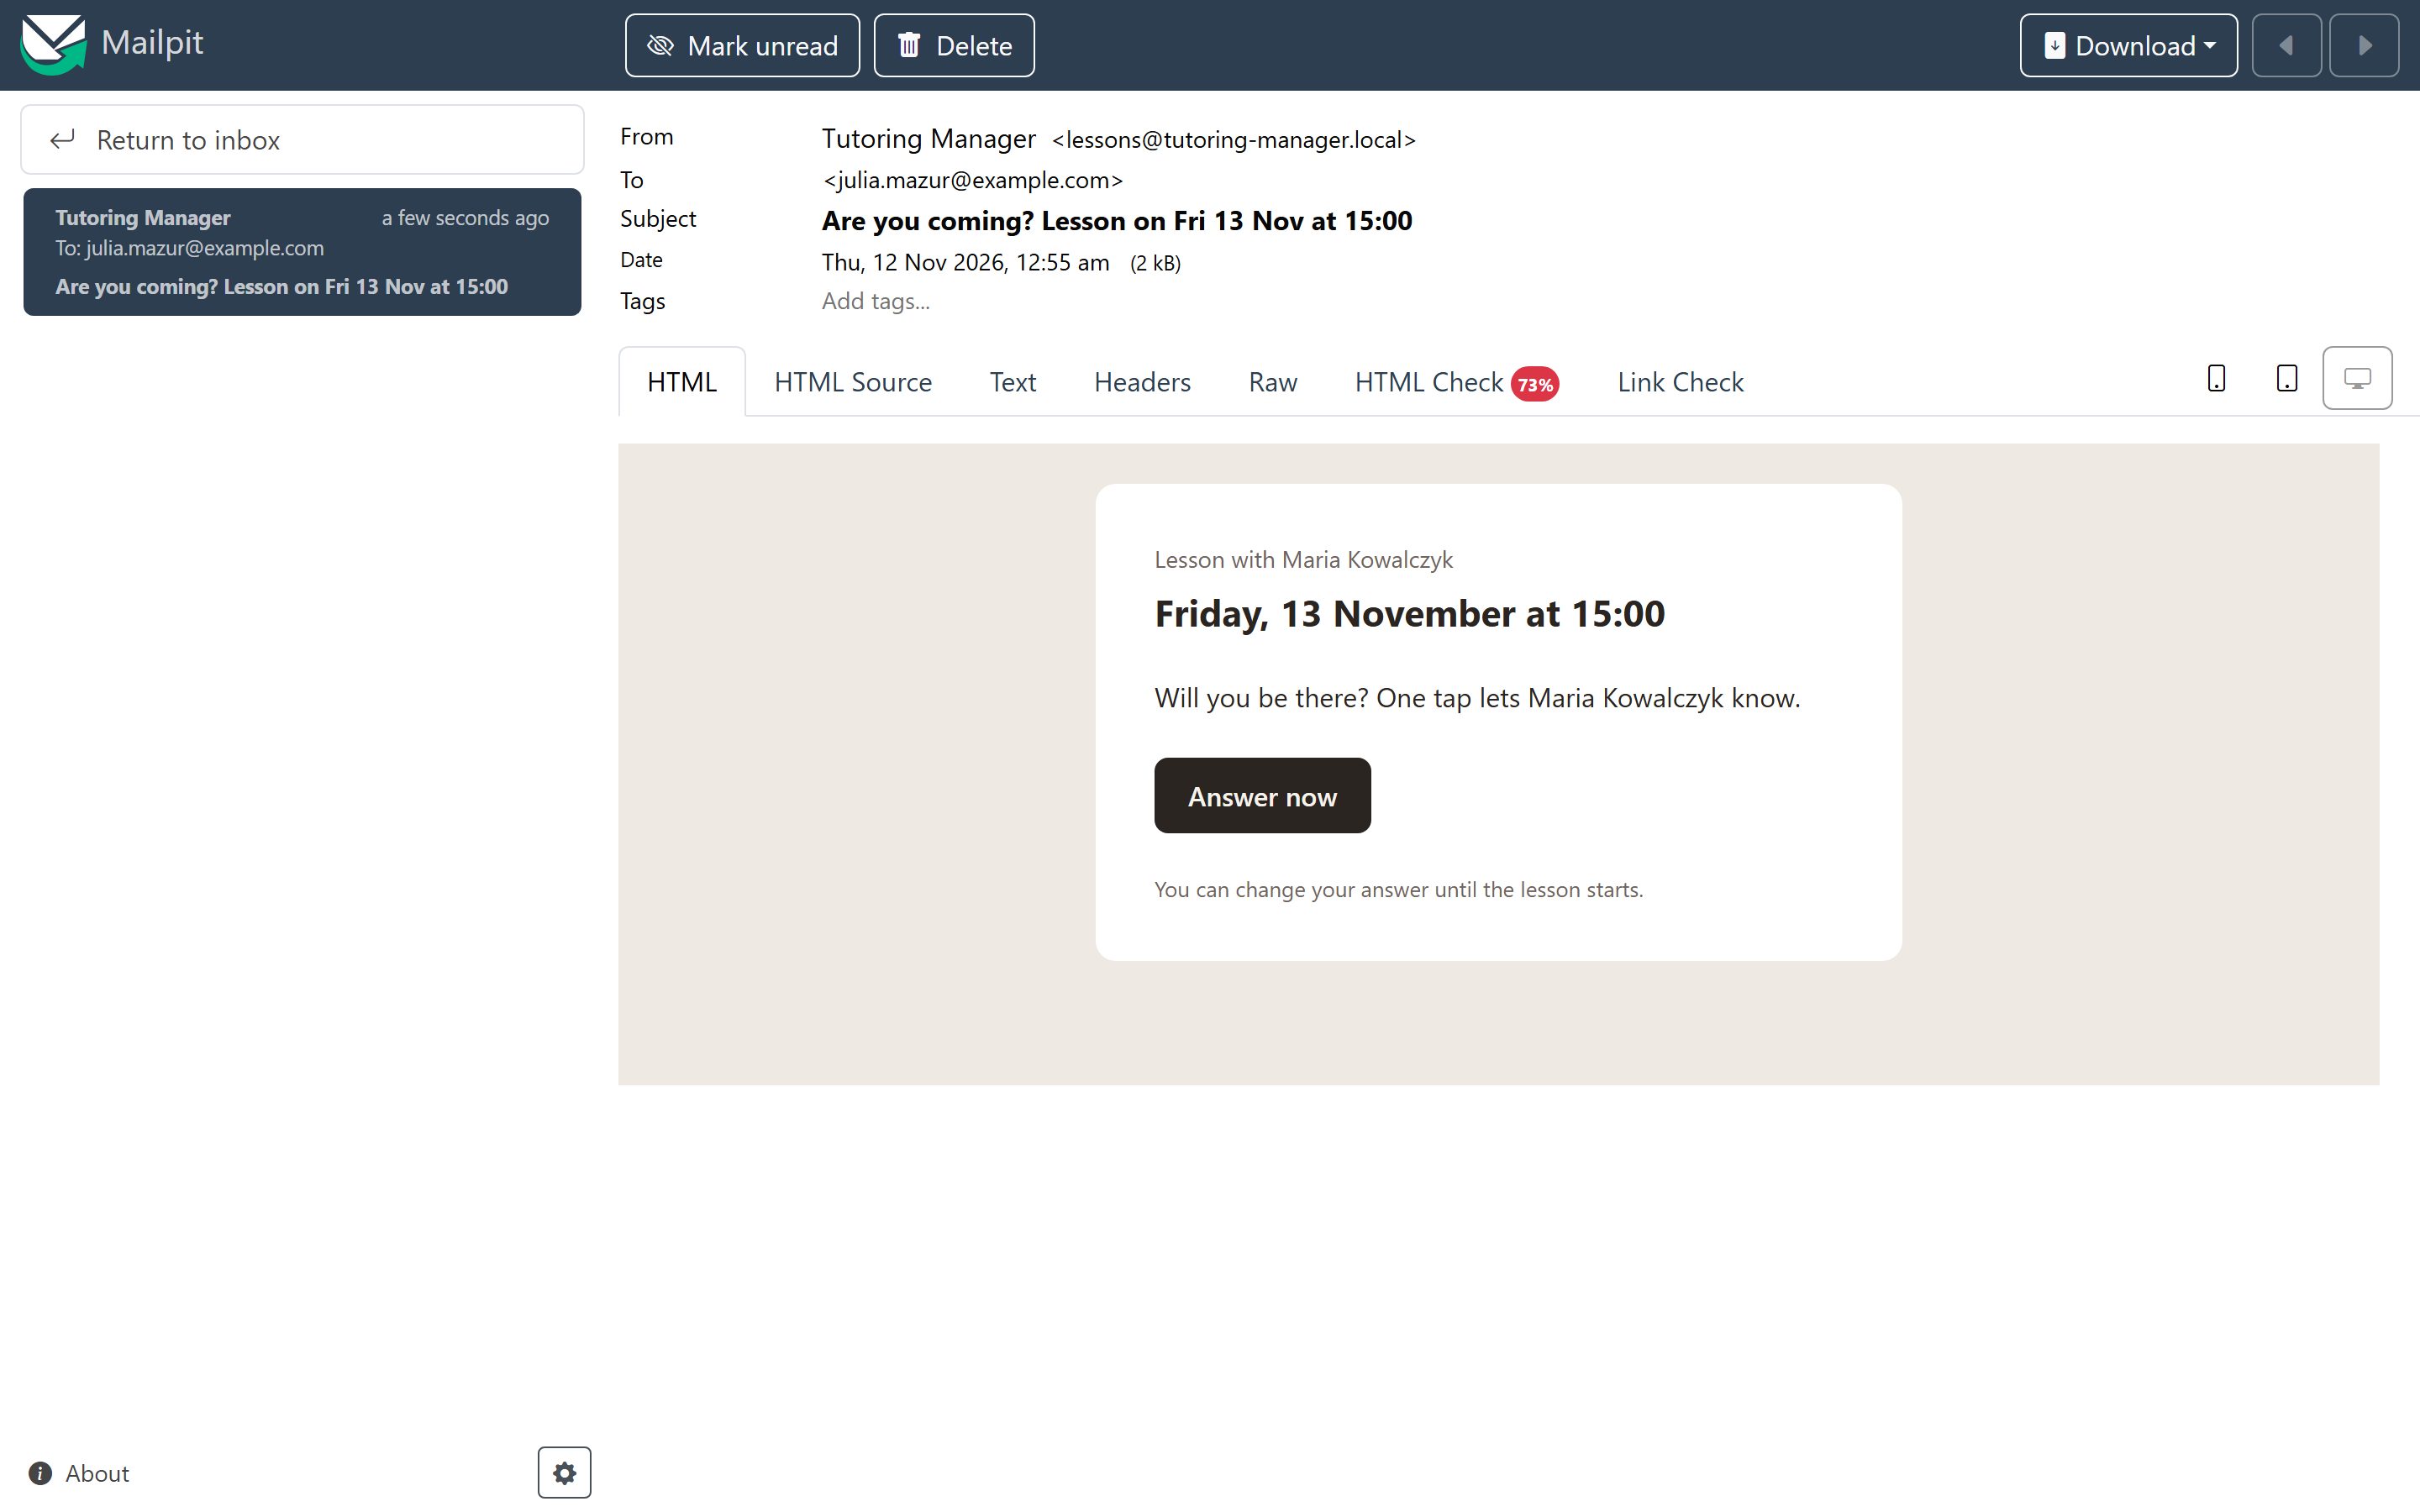 Mailpit
Mark unread
Delete
Download
Return to inbox
Tutoring Manager a few seconds ago
To: julia.mazur@example.com
Are you coming? Lesson on Fri 13 Nov at 15:00
From Tutoring Manager <lessons@tutoring-manager.local>
To <julia.mazur@example.com>
Subject Are you coming? Lesson on Fri 13 Nov at 15:00
Date Thu, 12 Nov 2026, 12:55 am (2 kB)
Tags Add tags...
HTML HTML Source Text Headers Raw HTML Check 73% Link Check
Lesson with Maria Kowalczyk
Friday, 13 November at 15:00
Will you be there? One tap lets Maria Kowalczyk know.
Answer now
You can change your answer until the lesson starts.
About